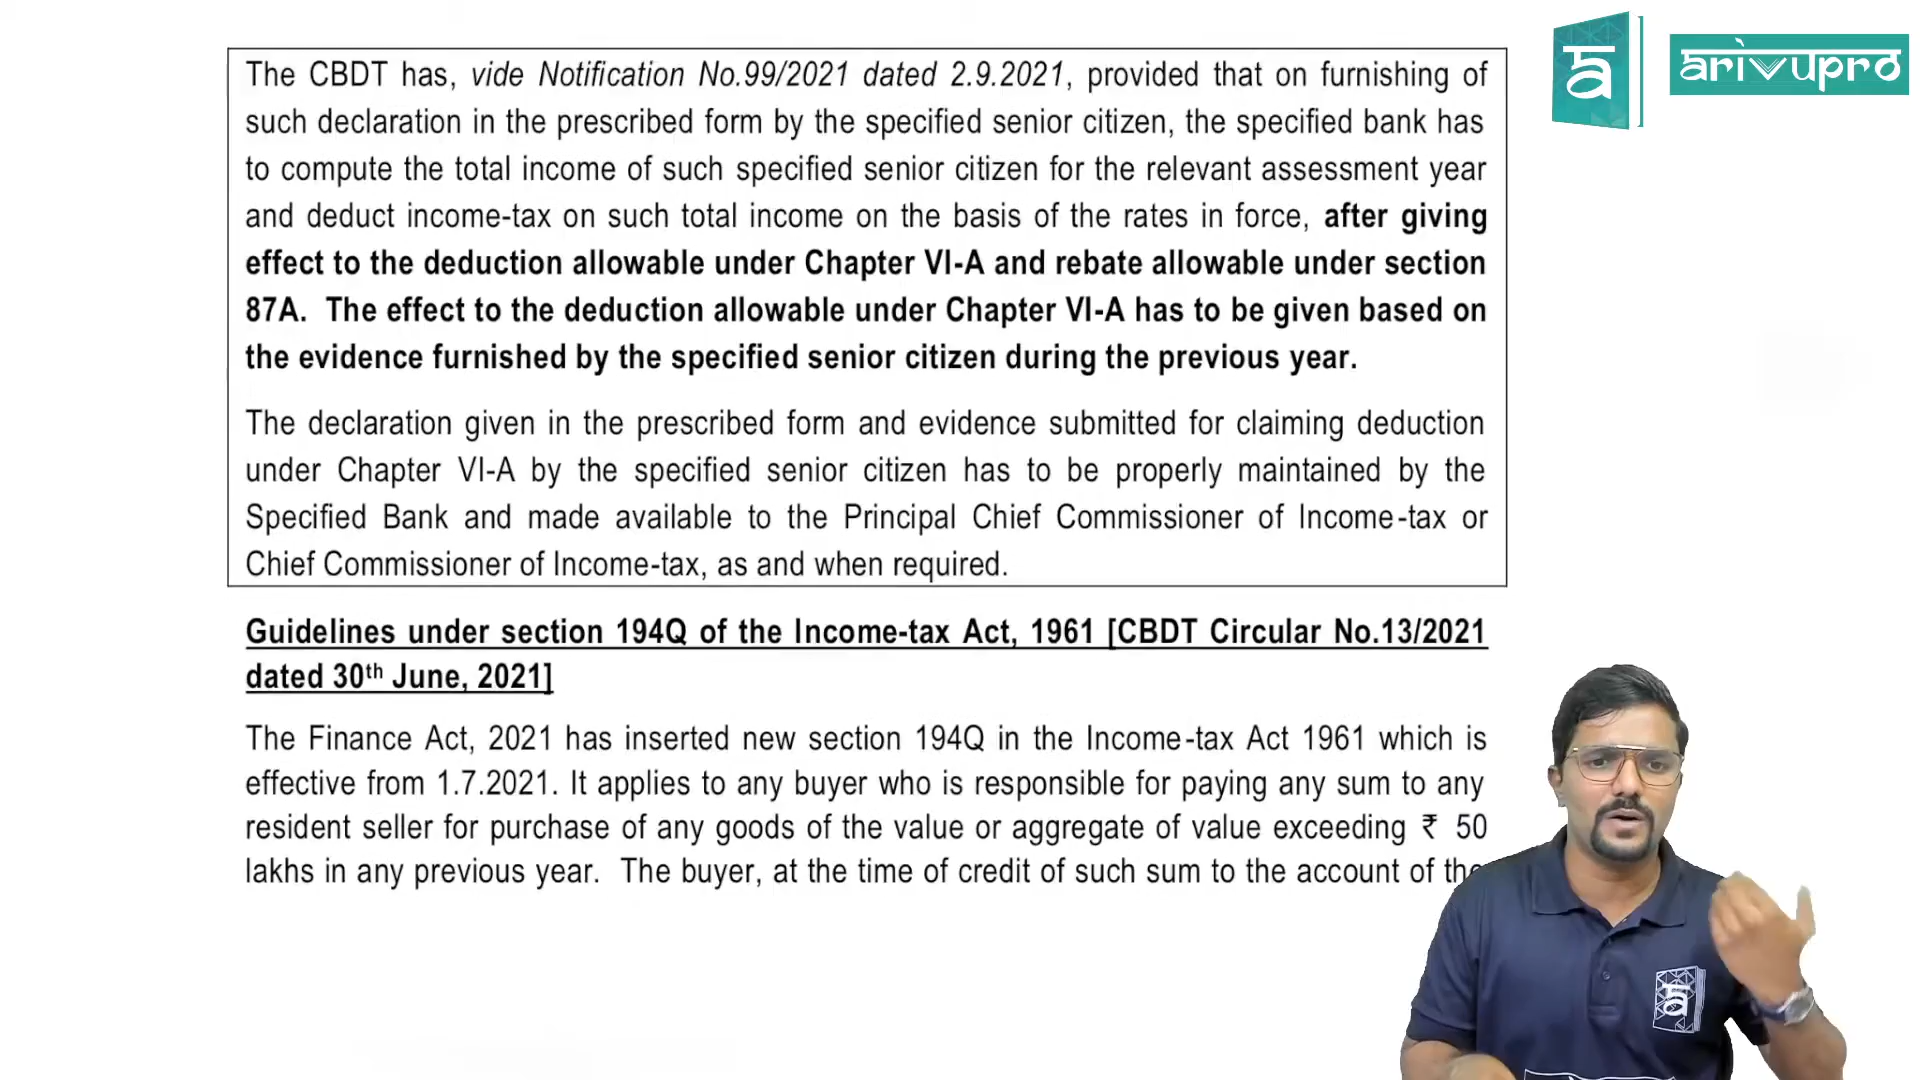 arivupro
The CBDT has, vide Notification No.99/2021 dated 2.9.2021, provided that on furnishing of
such declaration in the prescribed form by the specified senior citizen, the specified bank has
to compute the total income of such specified senior citizen for the relevant assessment year
and deduct income-tax on such total income on the basis of the rates in force, after giving
effect to the deduction allowable under Chapter VI-A and rebate allowable under section
87A. The effect to the deduction allowable under Chapter VI-A has to be given based on
the evidence furnished by the specified senior citizen during the previous year.
The declaration given in the prescribed form and evidence submitted for claiming deduction
under Chapter VI-A by the specified senior citizen has to be properly maintained by the
Specified Bank and made available to the Principal Chief Commissioner of Income-tax or
Chief Commissioner of Income-tax, as and when required.
Guidelines under section 194Q of the Income-tax Act, 1961 [CBDT Circular No.13/2021
dated 30th June, 2021]
The Finance Act, 2021 has inserted new section 194Q in the Income-tax Act 1961 which is
effective from 1.7.2021. It applies to any buyer who is responsible for paying any sum to any
resident seller for purchase of any goods of the value or aggregate of value exceeding ₹ 50
lakhs in any previous year. The buyer, at the time of credit of such sum to the account of the